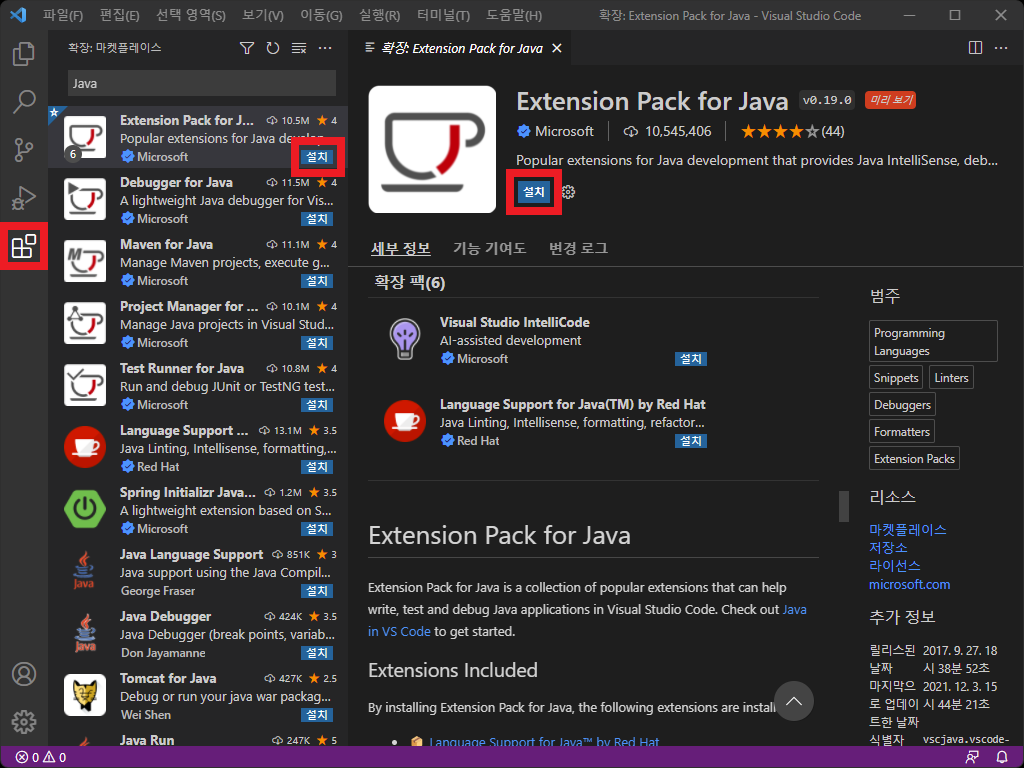 파일(F) 편집(E) 선택 영역(S) 보기(V) 이동(G) 실행(R) 터미널(T) 도움말(H) 확장: Extension Pack for Java - Visual Studio Code
확장: 마켓플레이스
Java
Extension Pack for J... 10.5M 4
Popular extensions for Java develop...
Microsoft 설치
6
Debugger for Java 11.5M 4
A lightweight Java debugger for Vis...
Microsoft 설치
Maven for Java 11.1M 4
Manage Maven projects, execute g...
Microsoft 설치
Project Manager for ... 10.1M 4
Manage Java projects in Visual Stud...
Microsoft 설치
Test Runner for Java 10.8M 4
Run and debug JUnit or TestNG test...
Microsoft 설치
Language Support ... 13.1M 3.5
Java Linting, Intellisense, formatting,...
Red Hat 설치
Spring Initializr Java... 1.2M 3.5
A lightweight extension based on S...
Microsoft 설치
Java Language Support 851K 3
Java support using the Java Compil...
George Fraser 설치
Java Debugger 424K 3.5
Java Debugger (break points, variab...
Don Jayamanne 설치
Tomcat for Java 427K 2.5
Debug or run your java war packag...
Wei Shen 설치
Java Run 247K 5
확장: Extension Pack for Java
Extension Pack for Java v0.19.0 미리 보기
Microsoft 10,545,406 (44)
Popular extensions for Java development that provides Java IntelliSense, deb...
설치
세부 정보 기능 기여도 변경 로그
확장 팩(6)
Visual Studio IntelliCode
AI-assisted development
Microsoft 설치
Language Support for Java(TM) by Red Hat
Java Linting, Intellisense, formatting, refactor...
Red Hat 설치
Extension Pack for Java
Extension Pack for Java is a collection of popular extensions that can help
write, test and debug Java applications in Visual Studio Code. Check out Java
in VS Code to get started.
Extensions Included
By installing Extension Pack for Java, the following extensions are install
Language Support for Java™ by Red Hat
범주
Programming
Languages
Snippets Linters
Debuggers
Formatters
Extension Packs
리소스
마켓플레이스
저장소
라이선스
microsoft.com
추가 정보
릴리스된 2017. 9. 27. 18
날짜 시 38분 52초
마지막으 2021. 12. 3. 15
로 업데이 시 44분 21초
트한 날짜
식별자 vscjava.vscode-
0 0